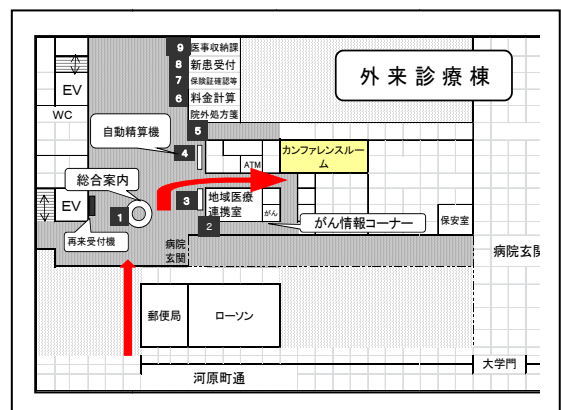 9 医事収納課
8 新患受付
7 保険証確認等
6 料金計算
院外処方箋
5
外来診療棟
EV
WC
自動精算機
4
ATM
カンファレンスルー
ム
総合案内
1
3
地域医療
連携室
がん
2
がん情報コーナー
保安室
EV
再来受付機
病院
玄関
病院玄関
郵便局
ローソン
大学門
河原町通